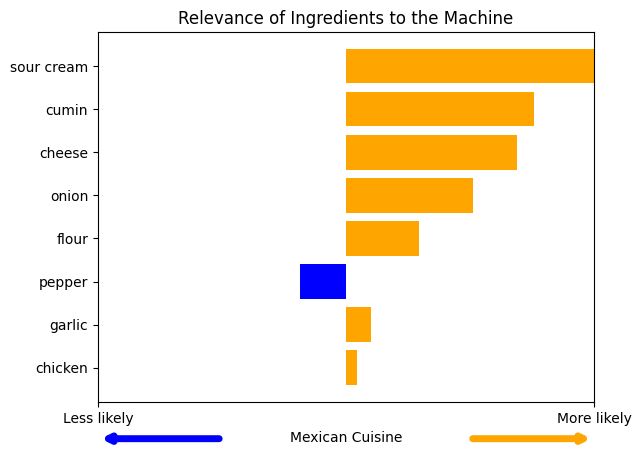 Relevance of Ingredients to the Machine
sour cream
cumin
cheese
onion
flour
pepper
garlic
chicken
Less likely
More likely
Mexican Cuisine